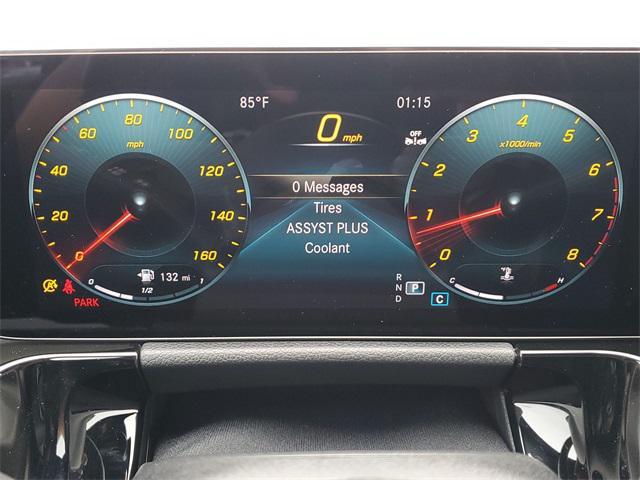 85°F 01:15
0 mph
OFF
0 20 40 60 80 100 120 140 160
mph
0 1 2 3 4 5 6 7 8
x1000/min
0 Messages
Tires
ASSYST PLUS
Coolant
132 mi
0 1/2 1
PARK
R
N P
D C
C H